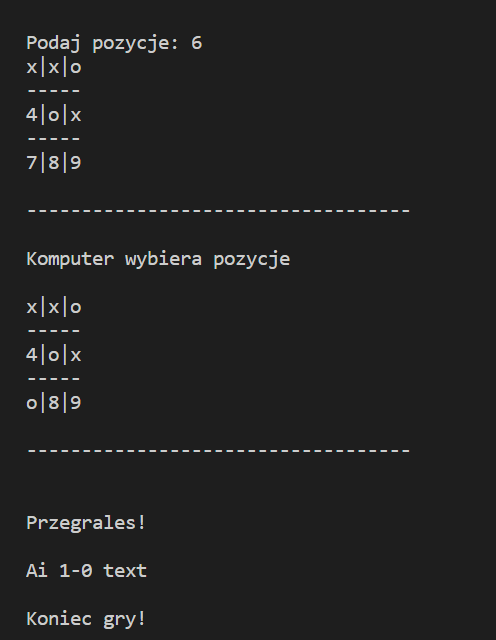 Podaj pozycje: 6
x|x|o
-----
4|o|x
-----
7|8|9
-----------------------------------
Komputer wybiera pozycje
x|x|o
-----
4|o|x
-----
o|8|9
-----------------------------------
Przegrales!
Ai 1-0 text
Koniec gry!